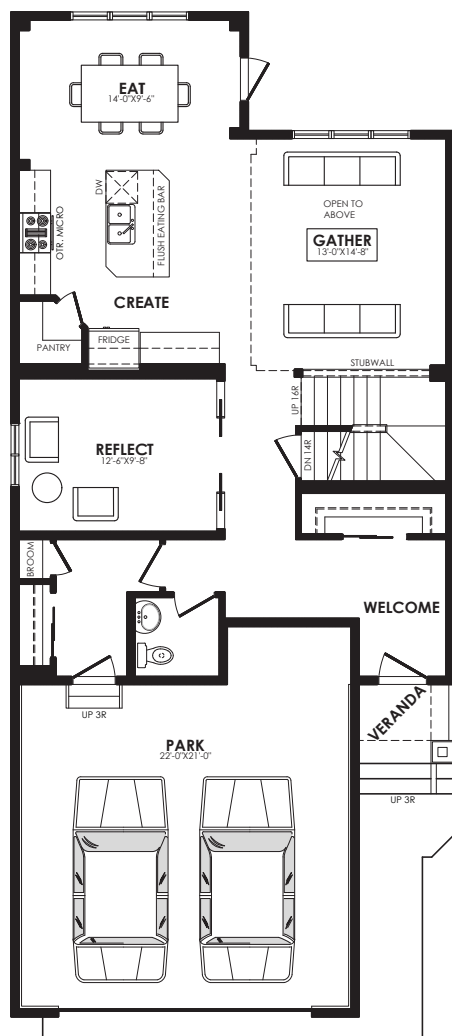 EAT
14'-0"X9'-6"
DW
FLUSH EATING BAR
OTR. MICRO
OPEN TO
ABOVE
GATHER
13'-0"X14'-8"
CREATE
PANTRY
FRIDGE
STUBWALL
UP 16R
DN 14R
REFLECT
12'-6"X9'-8"
BROOM
WELCOME
VERANDA
UP 3R
PARK
22'-0"X21'-0"
UP 3R